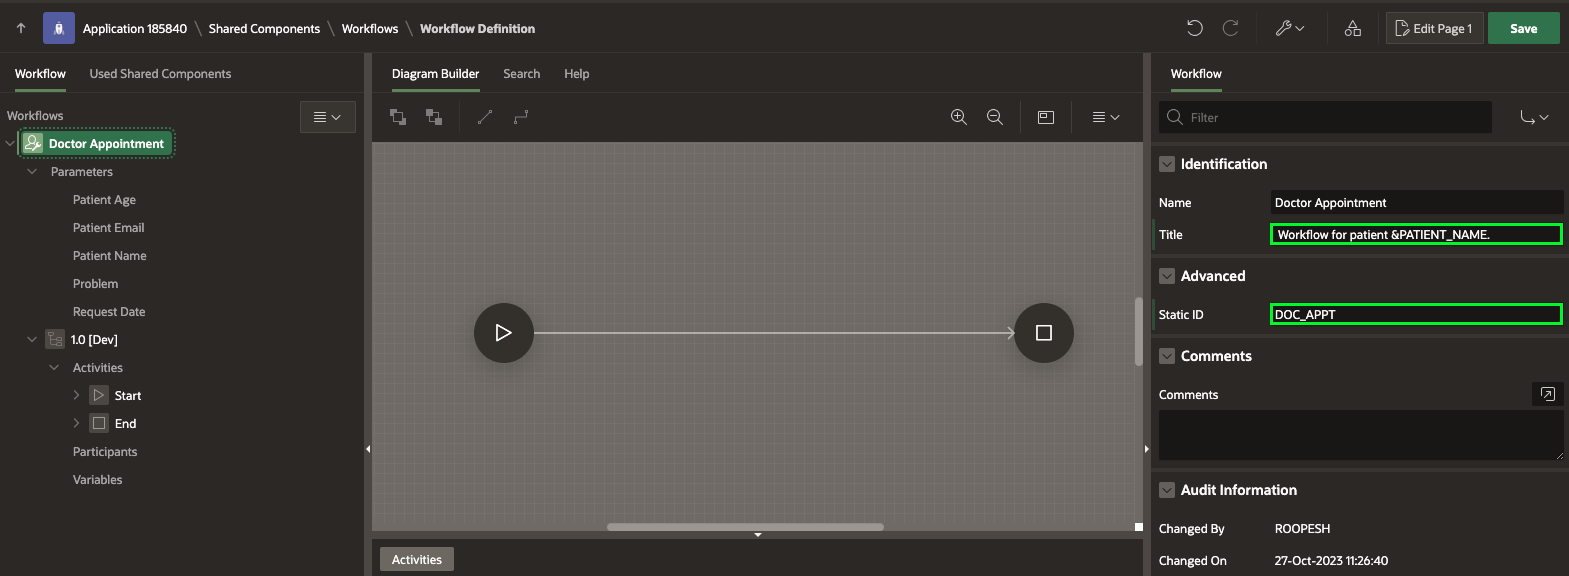 Application 185840 \ Shared Components \ Workflows \ Workflow Definition
Edit Page 1
Save
Workflow
Used Shared Components
Workflows
Doctor Appointment
Parameters
Patient Age
Patient Email
Patient Name
Problem
Request Date
1.0 [Dev]
Activities
Start
End
Participants
Variables
Diagram Builder
Search
Help
Activities
Workflow
Filter
Identification
Name Doctor Appointment
Title Workflow for patient &PATIENT_NAME.
Advanced
Static ID DOC_APPT
Comments
Comments
Audit Information
Changed By ROOPESH
Changed On 27-Oct-2023 11:26:40